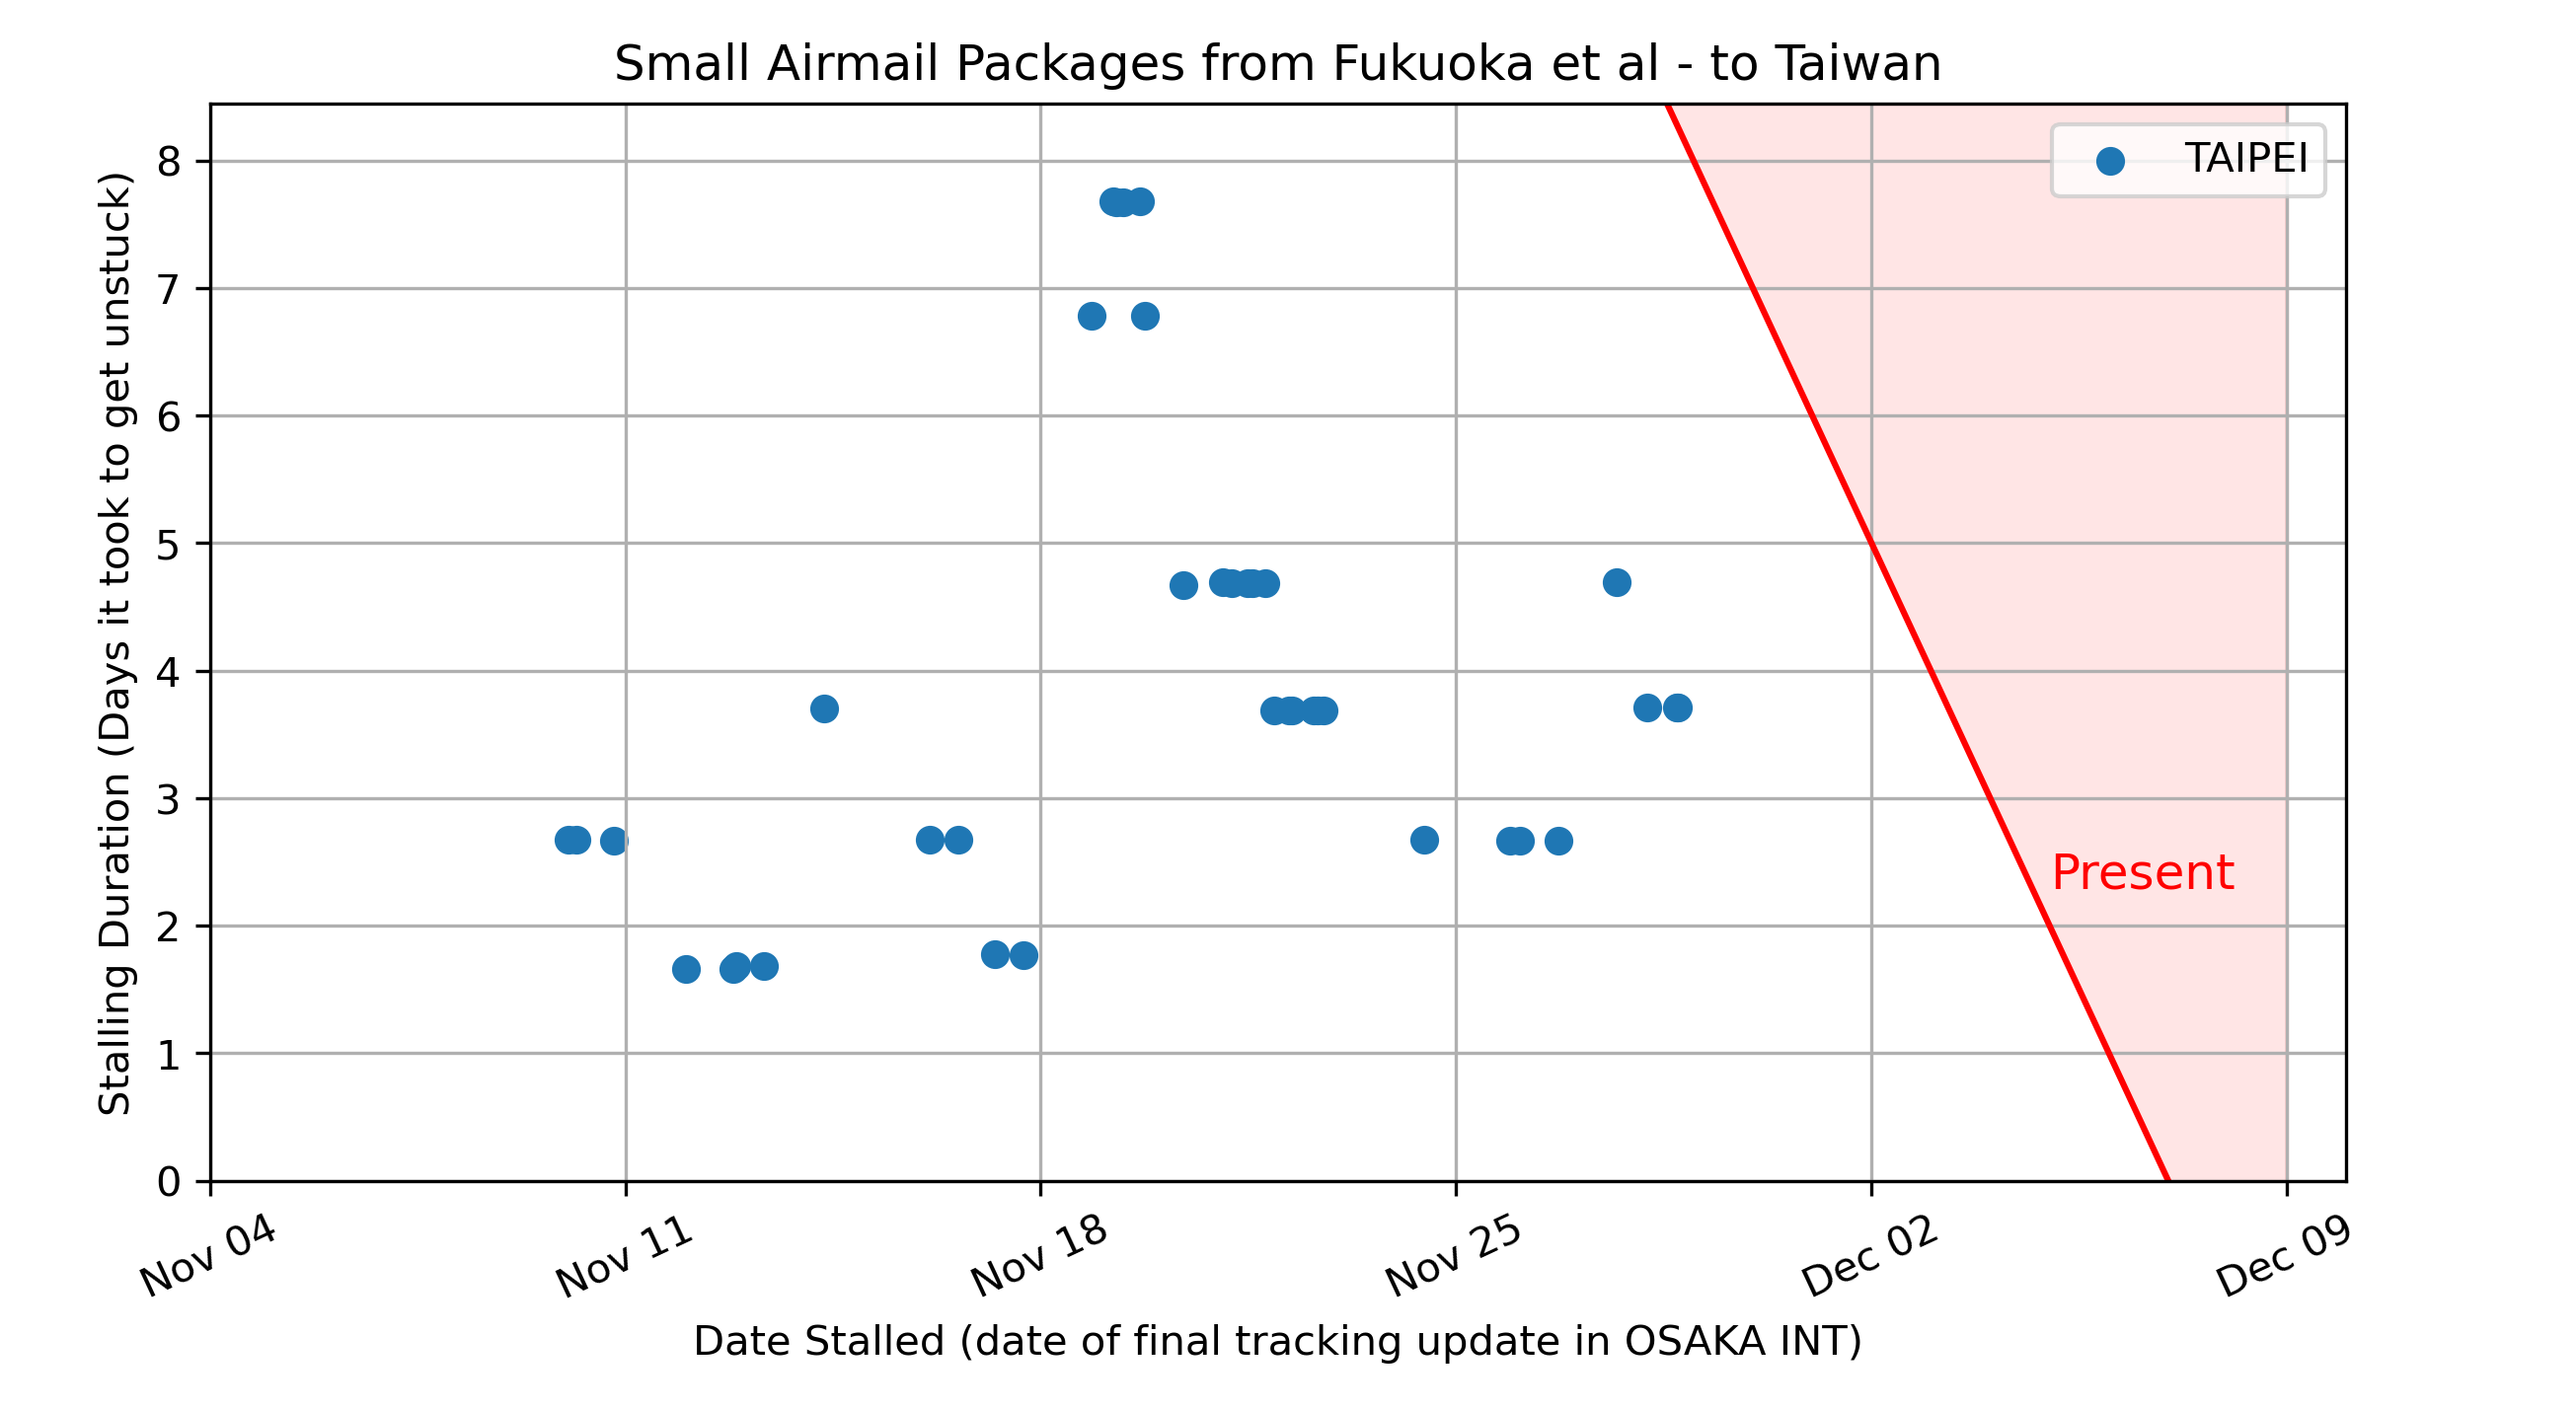 Small Airmail Packages from Fukuoka et al - to Taiwan
Stalling Duration (Days it took to get unstuck)
8
7
6
5
4
3
2
1
0
TAIPEI
Present
Nov 04
Nov 11
Nov 18
Nov 25
Dec 02
Dec 09
Date Stalled (date of final tracking update in OSAKA INT)